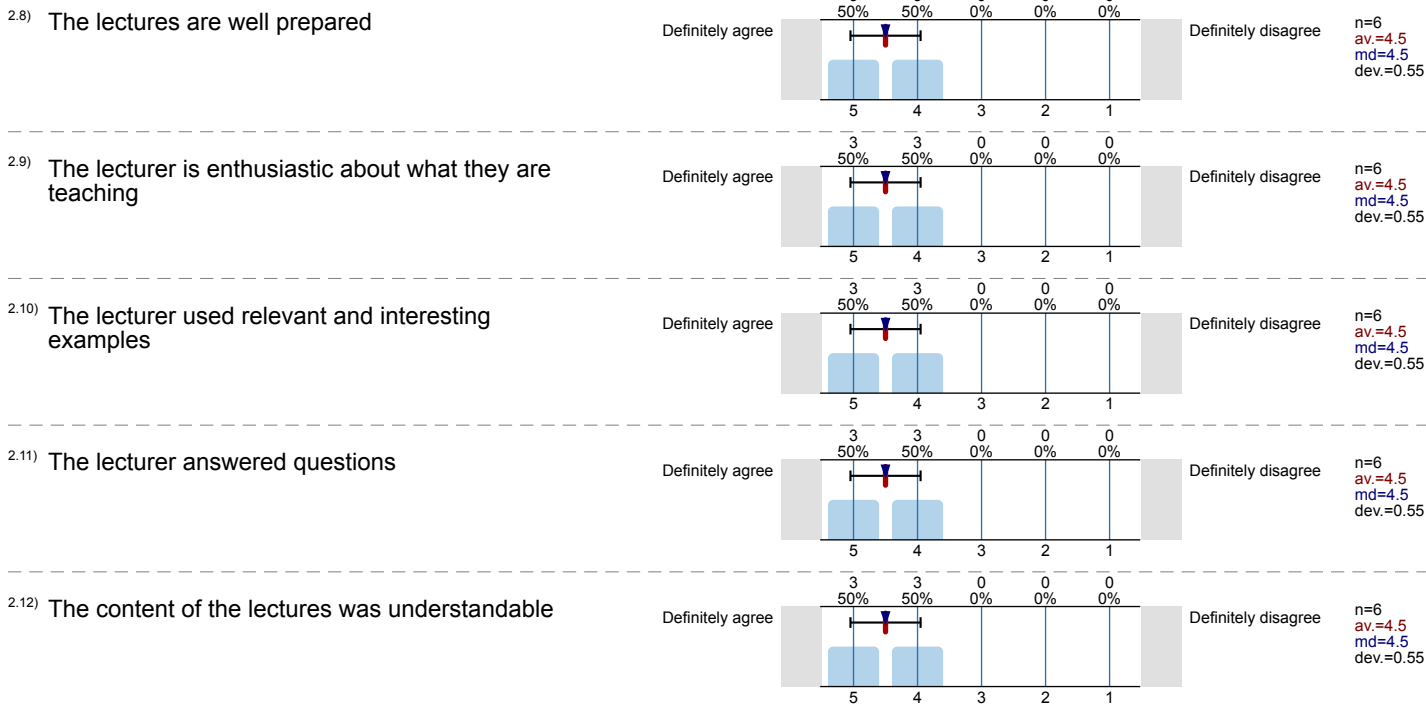 50% 50% 0% 0% 0%
2.8) The lectures are well prepared Definitely agree Definitely disagree n=6
av.=4.5
md=4.5
dev.=0.55
5 4 3 2 1
3 3 0 0 0
50% 50% 0% 0% 0%
2.9) The lecturer is enthusiastic about what they are Definitely agree Definitely disagree n=6
teaching av.=4.5
md=4.5
dev.=0.55
5 4 3 2 1
3 3 0 0 0
50% 50% 0% 0% 0%
2.10) The lecturer used relevant and interesting Definitely agree Definitely disagree n=6
examples av.=4.5
md=4.5
dev.=0.55
5 4 3 2 1
3 3 0 0 0
50% 50% 0% 0% 0%
2.11) The lecturer answered questions Definitely agree Definitely disagree n=6
av.=4.5
md=4.5
dev.=0.55
5 4 3 2 1
3 3 0 0 0
50% 50% 0% 0% 0%
2.12) The content of the lectures was understandable Definitely agree Definitely disagree n=6
av.=4.5
md=4.5
dev.=0.55
5 4 3 2 1